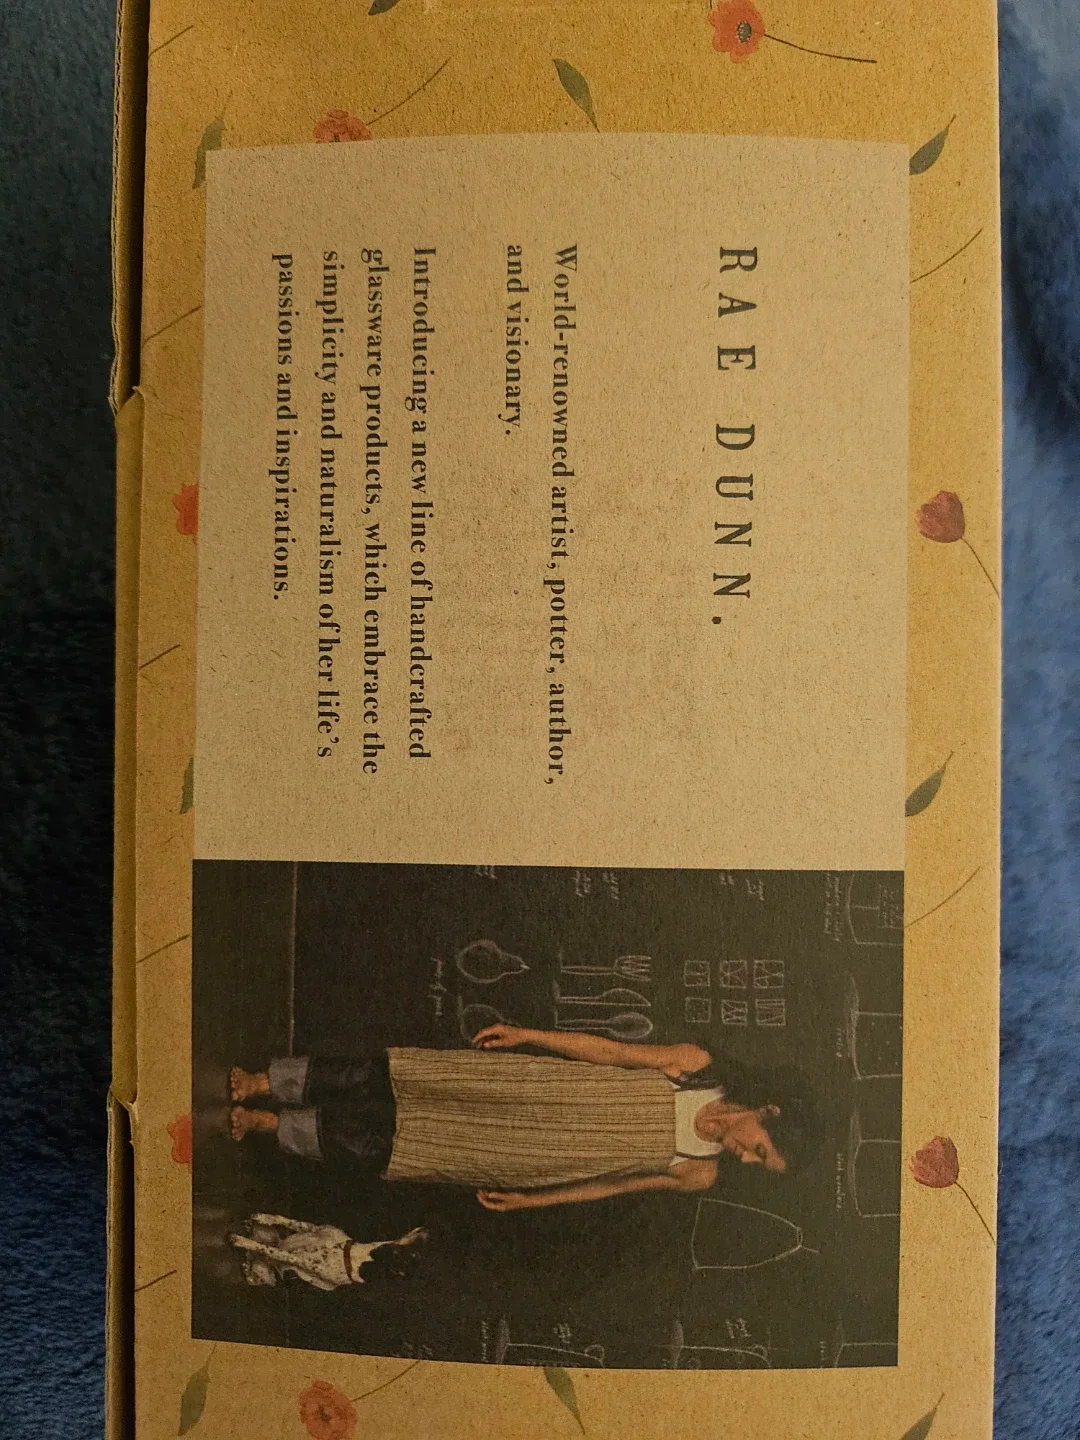 RAE DUNN.
World-renowned artist, potter, author,
and visionary.
Introducing a new line of handcrafted
glassware products, which embrace the
simplicity and naturalism of her life's
passions and inspirations.